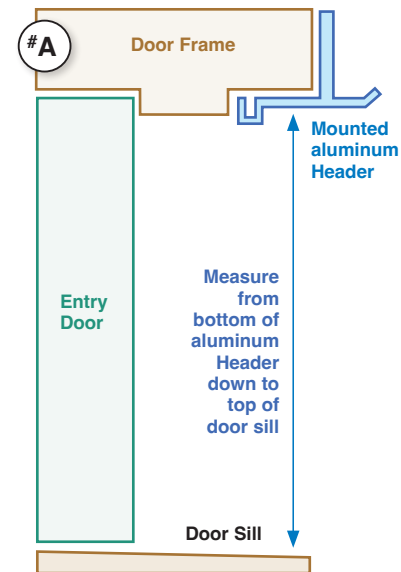 #A
Door Frame
Mounted
aluminum
Header
Entry
Door
Measure
from
bottom of
aluminum
Header
down to
top of
door sill
Door Sill